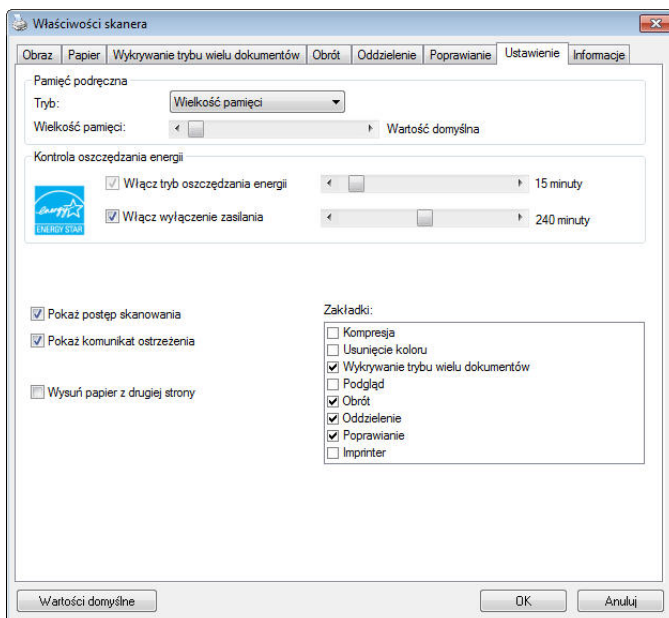 Właściwości skanera
Obraz Papier Wykrywanie trybu wielu dokumentów Obrót Oddzielenie Poprawianie Ustawienie Informacje
Pamięć podręczna
Tryb: Wielkość pamięci
Wielkość pamięci: Wartość domyślna
Kontrola oszczędzania energii
Włącz tryb oszczędzania energii 15 minuty
energy
ENERGY STAR
Włącz wyłączenie zasilania 240 minuty
Pokaż postęp skanowania
Pokaż komunikat ostrzeżenia
Wysuń papier z drugiej strony
Zakładki:
Kompresja
Usunięcie koloru
Wykrywanie trybu wielu dokumentów
Podgląd
Obrót
Oddzielenie
Poprawianie
Imprinter
Wartości domyślne OK Anuluj